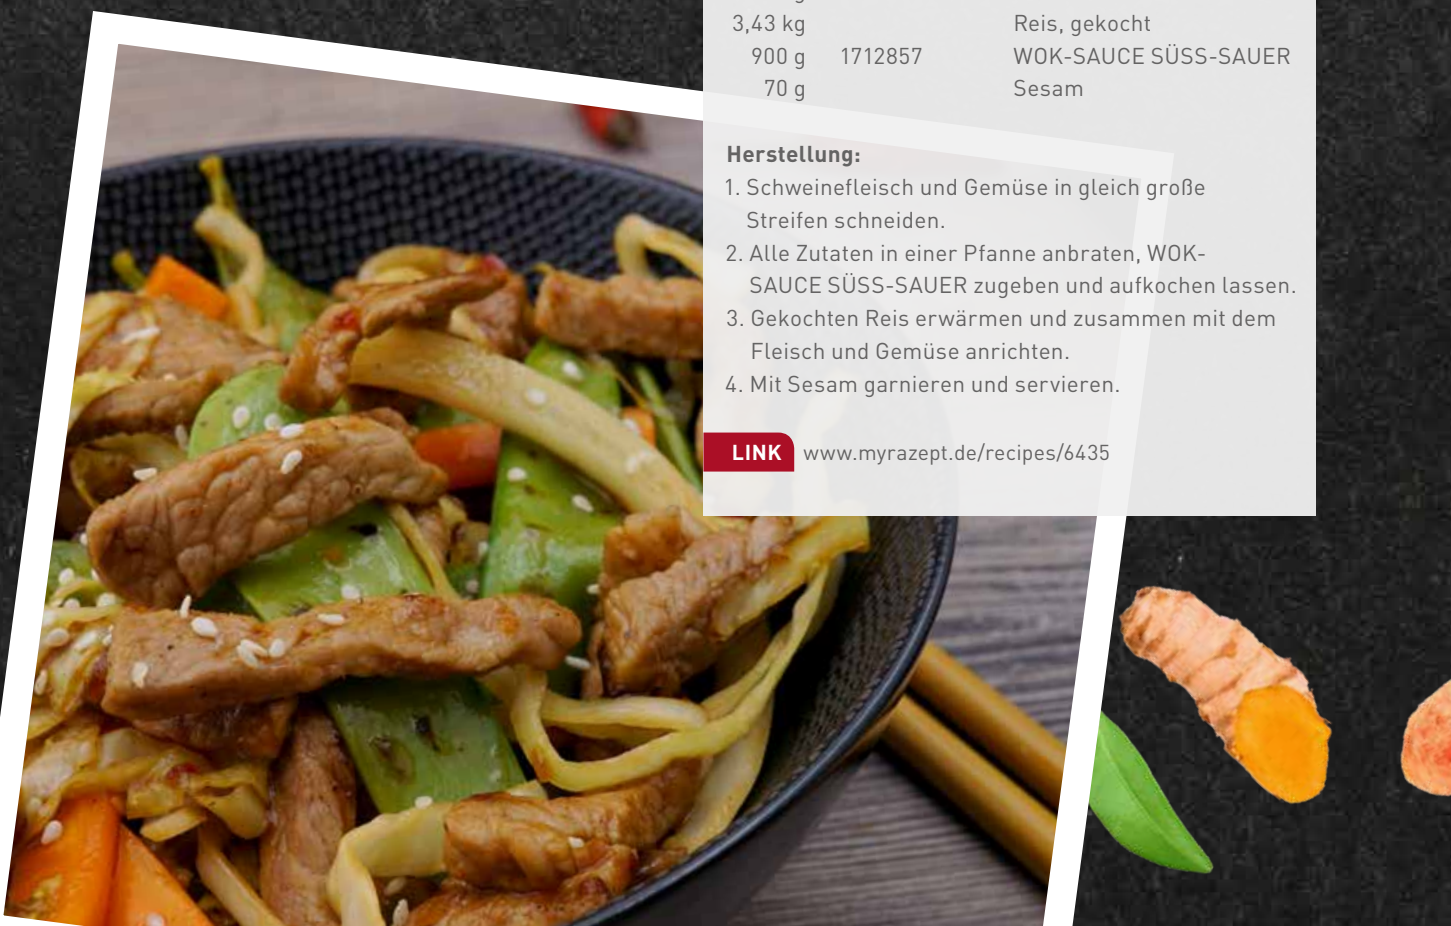 3,43 kg Reis, gekocht
900 g 1712857 WOK-SAUCE SÜSS-SAUER
70 g Sesam
Herstellung:
1. Schweinefleisch und Gemüse in gleich große
Streifen schneiden.
2. Alle Zutaten in einer Pfanne anbraten, WOK-
SAUCE SÜSS-SAUER zugeben und aufkochen lassen.
3. Gekochten Reis erwärmen und zusammen mit dem
Fleisch und Gemüse anrichten.
4. Mit Sesam garnieren und servieren.
LINK www.myrazept.de/recipes/6435